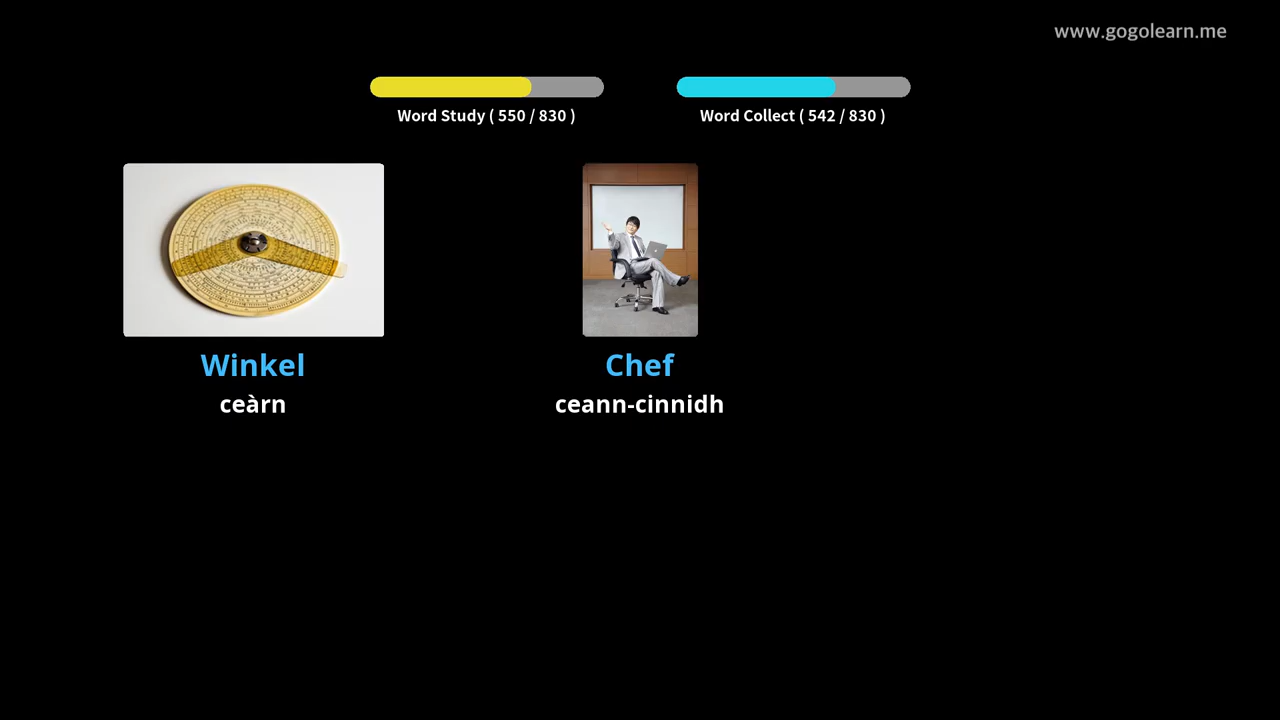 www.gogolearn.me
Word Study ( 550 / 830 )
Word Collect ( 542 / 830 )
Winkel
ceàrn
Chef
ceann-cinnidh